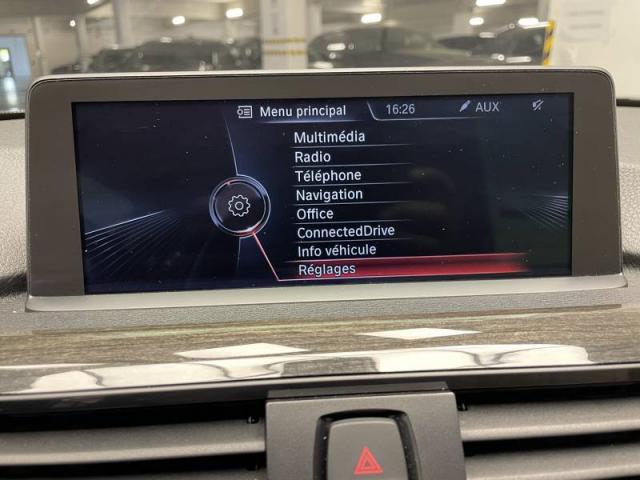 Menu principal 16:26 AUX
Multimédia
Radio
Téléphone
Navigation
Office
ConnectedDrive
Info véhicule
Réglages